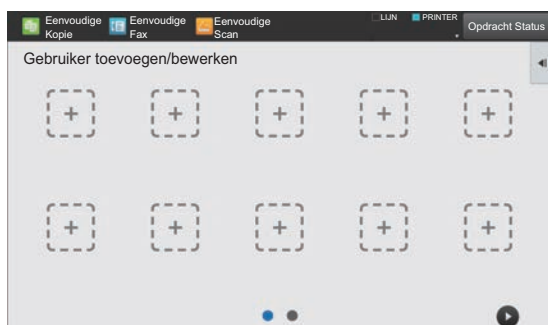 Eenvoudige Kopie
Eenvoudige Fax
Eenvoudige Scan
LIJN
PRINTER
Opdracht Status
Gebruiker toevoegen/bewerken